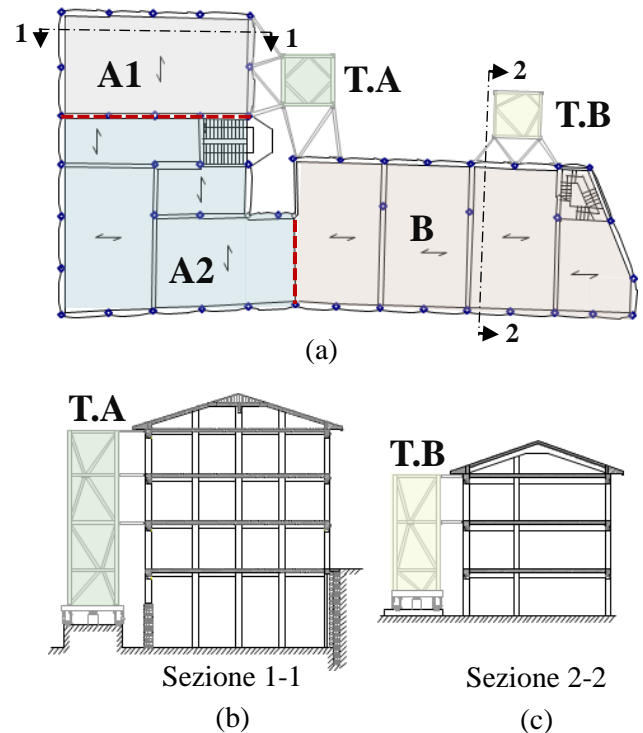 1
1
2
A1
T.A
T.B
B
A2
2
(a)
T.A
T.B
Sezione 1-1
Sezione 2-2
(b)
(c)